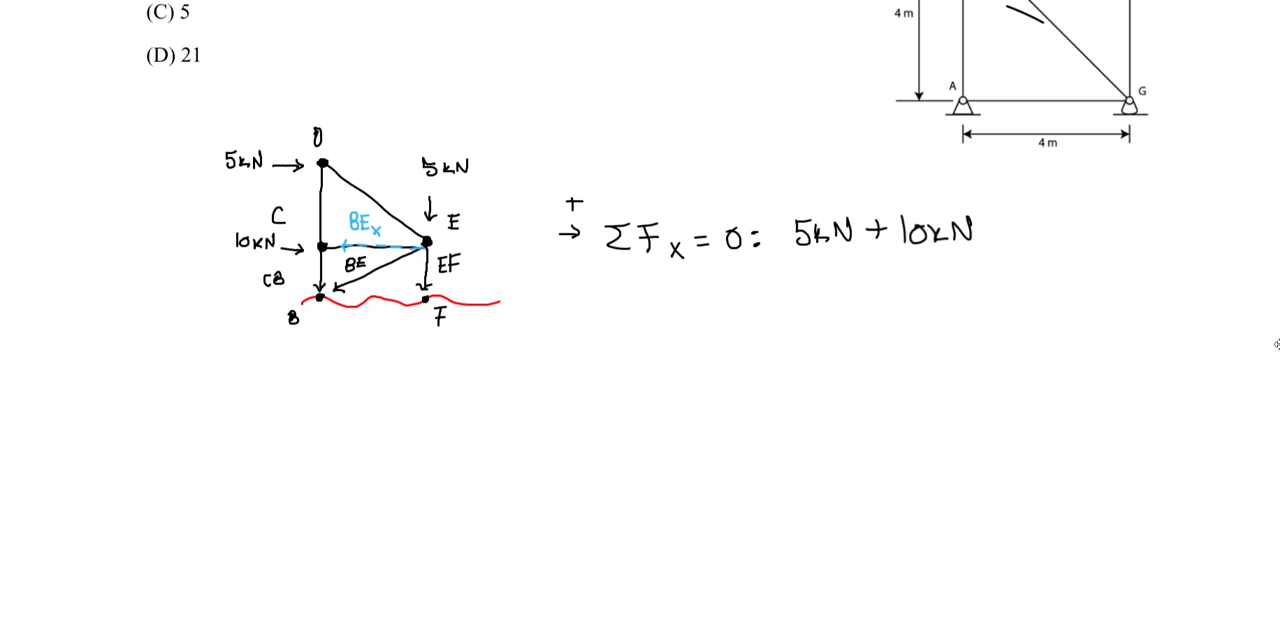 (C) 5
(D) 21
4 m
A
G
4 m
D
5kN →
5kN
C
BEx
E
10kN →
BE
EF
CB
B
F
+
→ ΣFx = 0: 5kN + 10kN